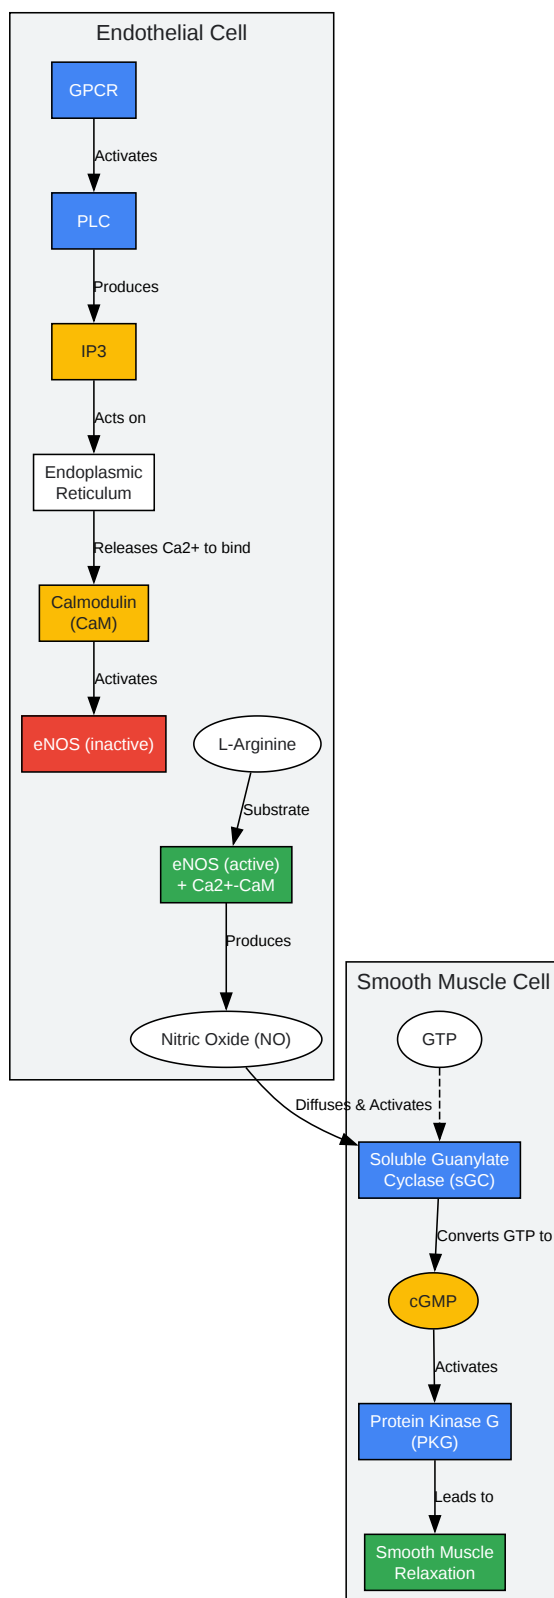 Endothelial Cell
GPCR
Activates
PLC
Produces
IP3
Acts on
Endoplasmic
Reticulum
Releases Ca2+ to bind
Calmodulin
(CaM)
Activates
eNOS (inactive)
L-Arginine
Substrate
eNOS (active)
+ Ca2+-CaM
Produces
Nitric Oxide (NO)
Smooth Muscle Cell
GTP
Diffuses & Activates
Soluble Guanylate
Cyclase (sGC)
Converts GTP to
cGMP
Activates
Protein Kinase G
(PKG)
Leads to
Smooth Muscle
Relaxation